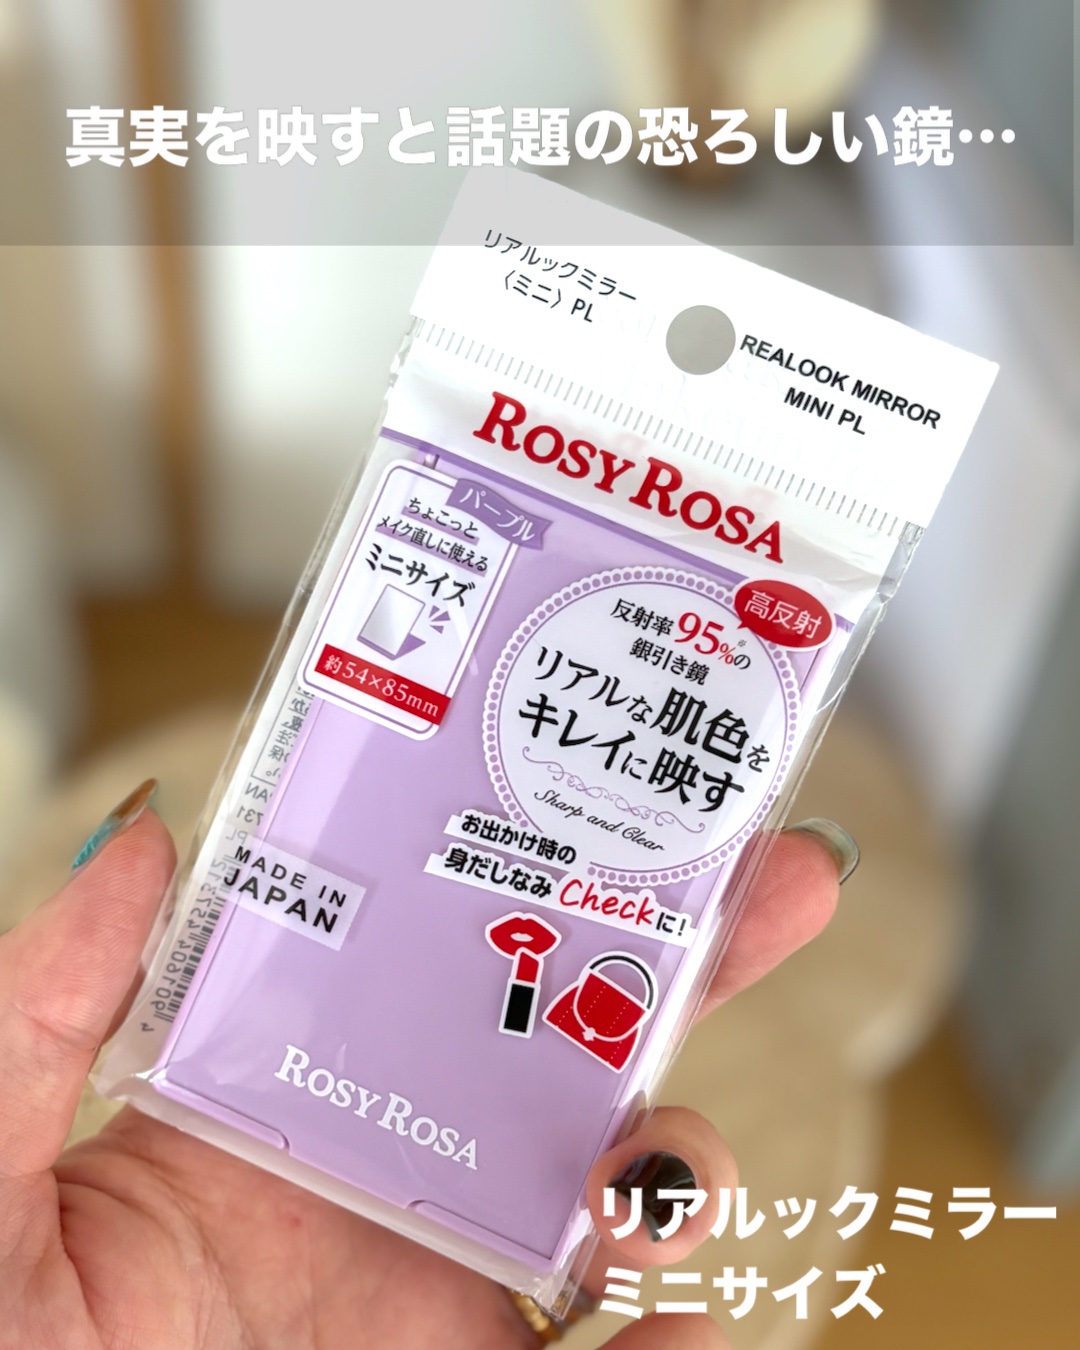 真実を映すと話題の恐ろしい鏡…
リアルックミラー
〈ミニ〉PL
REALOOK MIRROR
MINI PL
ROSY ROSA
パープル
ちょこっと
メイク直しに使える
ミニサイズ
約54×85mm
高反射
反射率95%※の
銀引き鏡
リアルな肌色を
キレイに映す
Sharp and Clear
お出かけ時の
身だしなみCheckに!
MADE IN
JAPAN
ROSY ROSA
リアルックミラー
ミニサイズ